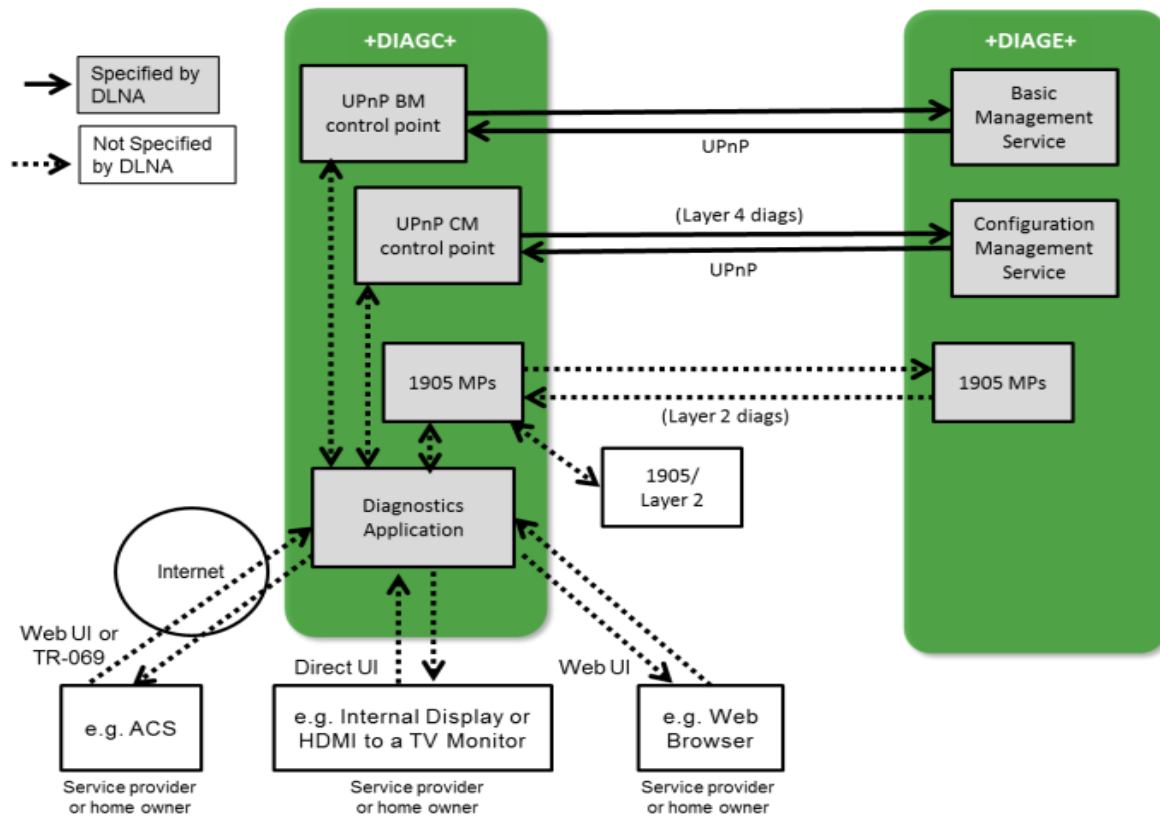 +DIAGC+
+DIAGE+
Specified by
DLNA
Not Specified
by DLNA
UPnP BM
control point
UPnP
Basic
Management
Service
UPnP CM
control point
(Layer 4 diags)
UPnP
Configuration
Management
Service
1905 MPs
(Layer 2 diags)
1905 MPs
1905/
Layer 2
Diagnostics
Application
Internet
Web UI or
TR-069
Direct UI
Web UI
e.g. ACS
e.g. Internal Display or
HDMI to a TV Monitor
e.g. Web
Browser
Service provider
or home owner
Service provider
or home owner
Service provider
or home owner